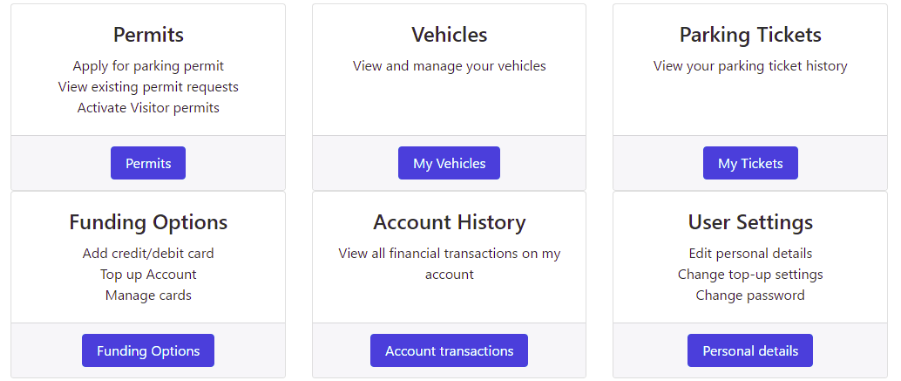 Permits
Apply for parking permit
View existing permit requests
Activate Visitor permits
Permits
Vehicles
View and manage your vehicles
My Vehicles
Parking Tickets
View your parking ticket history
My Tickets
Funding Options
Add credit/debit card
Top up Account
Manage cards
Funding Options
Account History
View all financial transactions on my
account
Account transactions
User Settings
Edit personal details
Change top-up settings
Change password
Personal details